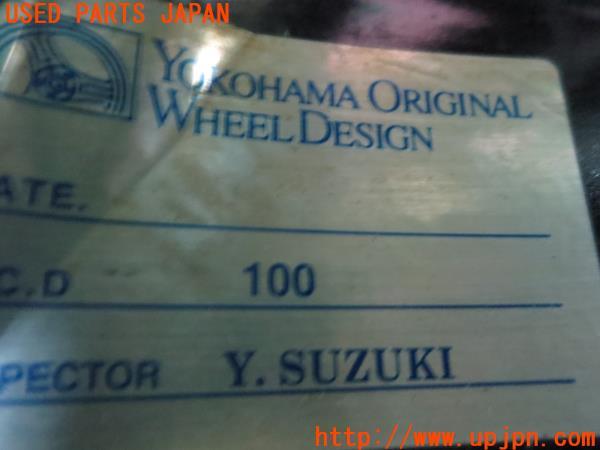 USED PARTS JAPAN
YOKOHAMA ORIGINAL
WHEEL DESIGN
ATE.
C.D 100
PECTOR Y. SUZUKI
http://www.upjpn.com